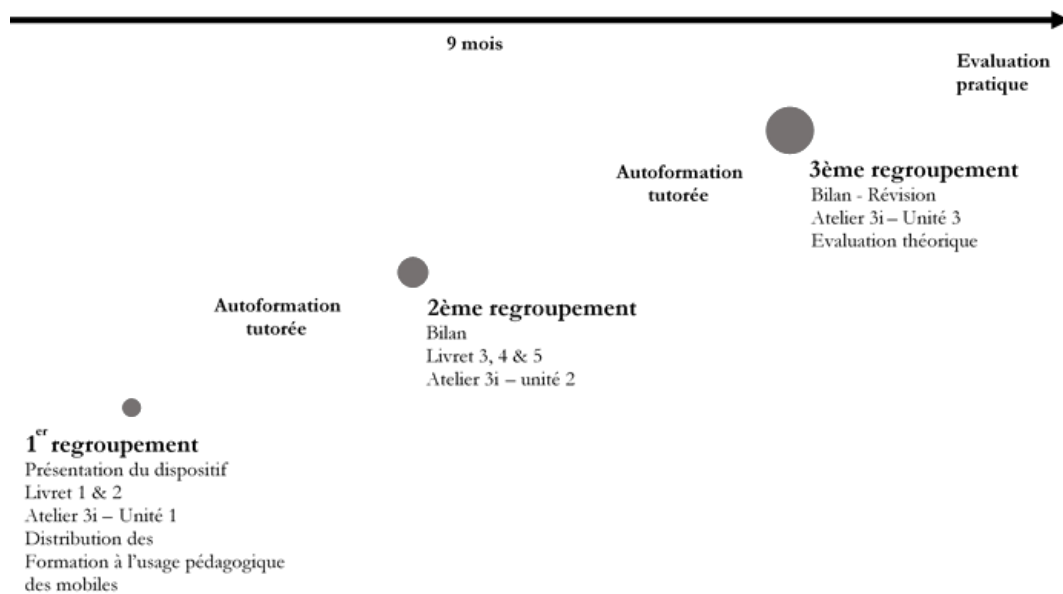 9 mois
Evaluation
pratique
Autoformation
tutorée
3ème regroupement
Bilan - Révision
Atelier 3i – Unité 3
Evaluation théorique
Autoformation
tutorée
2ème regroupement
Bilan
Livret 3, 4 & 5
Atelier 3i – unité 2
1er regroupement
Présentation du dispositif
Livret 1 & 2
Atelier 3i – Unité 1
Distribution des
Formation à l’usage pédagogique
des mobiles